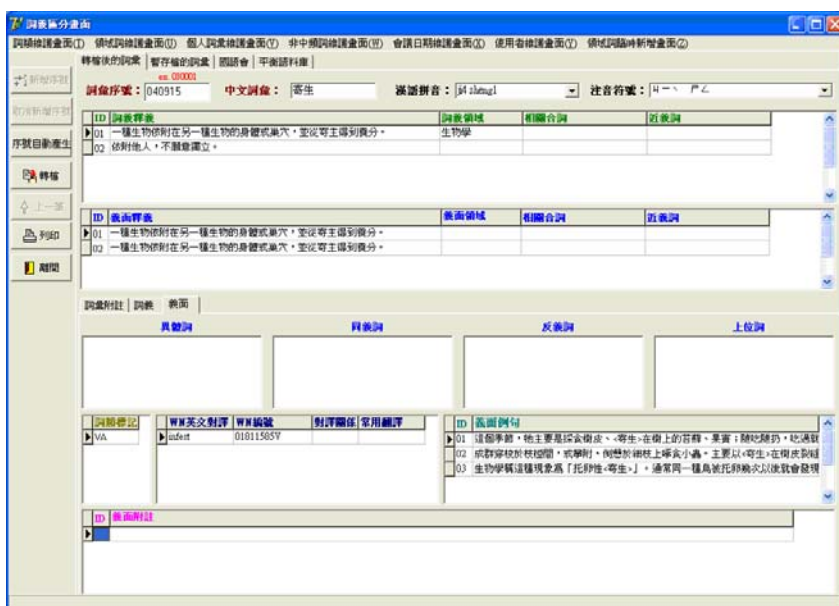 詞義區分畫面
詞類維護畫面(T) 領域詞維護畫面(U) 個人詞彙維護畫面(V) 非中頻詞維護畫面(W) 會議日期維護畫面(X) 使用者維護畫面(Y) 領域詞臨時新增畫面(Z)
轉檔後的詞彙 暫存檔的詞彙 國語會 平衡語料庫
新增序號
取消新增序號
序號自動產生
轉檔
上一筆
列印
離開
ex. 010001
詞彙序號: 040915 中文詞彙: 寄生 漢語拼音: ji4 sheng1 注音符號: ㄐㄧˋ ㄕㄥ
ID 詞義釋義 詞義領域 相關合詞 近義詞
01 一種生物依附在另一種生物的身體或巢穴,並從寄主得到養分。 生物學
02 依附他人,不願意獨立。
ID 義面釋義 義面領域 相關合詞 近義詞
01 一種生物依附在另一種生物的身體或巢穴,並從寄主得到養分。
02 一種生物依附在另一種生物的身體或巢穴,並從寄主得到養分。
詞彙附註 詞義 義面
異體詞 同義詞 反義詞 上位詞
詞類標記
VA
WN英文對譯 WN編號 對譯關係 常用翻譯
infest 01011585V
ID 義面例句
01 這個季節,牠主要是採食樹皮、<寄生>在樹上的苔蘚、果實;隨吃隨扔,吃過就
02 成群穿梭於枝椏間,或攀附、倒懸於細枝上啄食小蟲。主要以<寄生>在樹皮裂縫
03 生物學稱這種現象為「托卵性<寄生>」。通常同一種鳥被托卵幾次以後就會發現
ID 義面附註